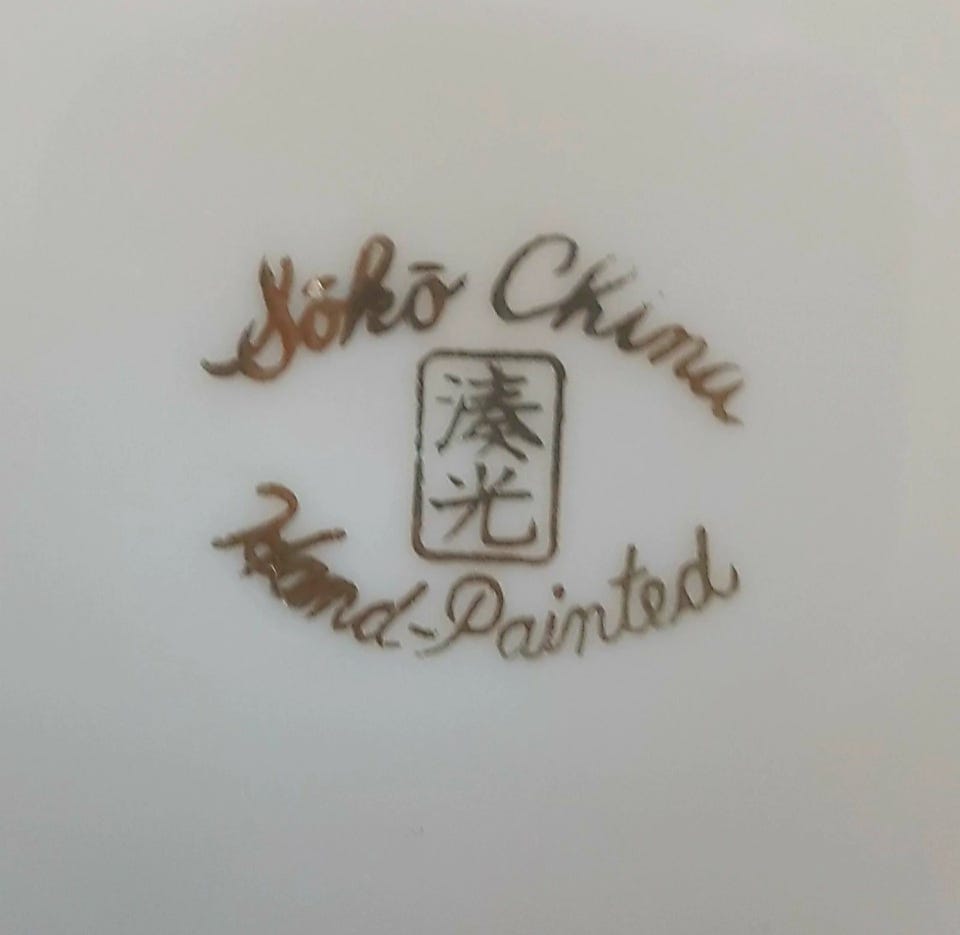 Sōkō China
湊光
Hand-Painted